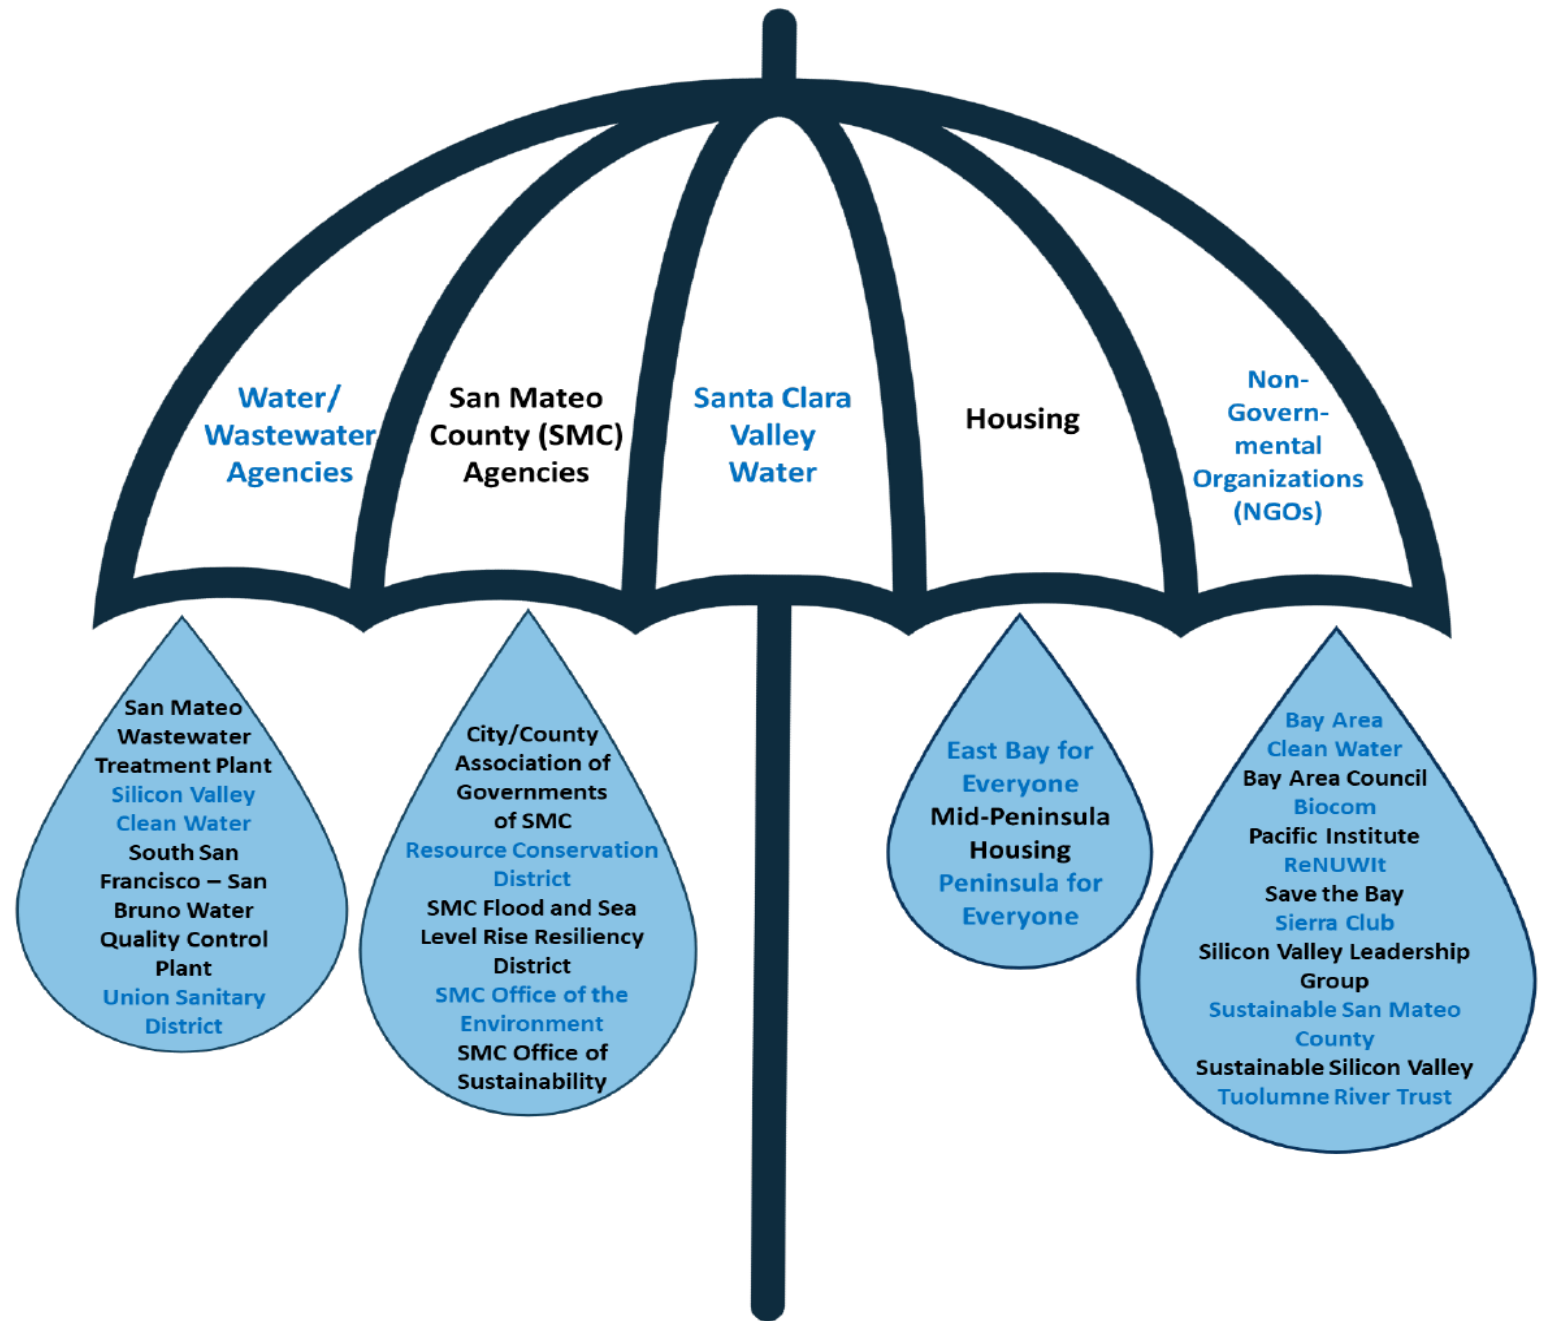 Water/
Wastewater
Agencies
San Mateo
County (SMC)
Agencies
Santa Clara
Valley
Water
Housing
Non-
Govern-
mental
Organizations
(NGOs)
San Mateo
Wastewater
Treatment Plant
Silicon Valley
Clean Water
South San
Francisco – San
Bruno Water
Quality Control
Plant
Union Sanitary
District
City/County
Association of
Governments
of SMC
Resource Conservation
District
SMC Flood and Sea
Level Rise Resiliency
District
SMC Office of the
Environment
SMC Office of
Sustainability
East Bay for
Everyone
Mid-Peninsula
Housing
Peninsula for
Everyone
Bay Area
Clean Water
Bay Area Council
Biocom
Pacific Institute
ReNUWIt
Save the Bay
Sierra Club
Silicon Valley Leadership
Group
Sustainable San Mateo
County
Sustainable Silicon Valley
Tuolumne River Trust